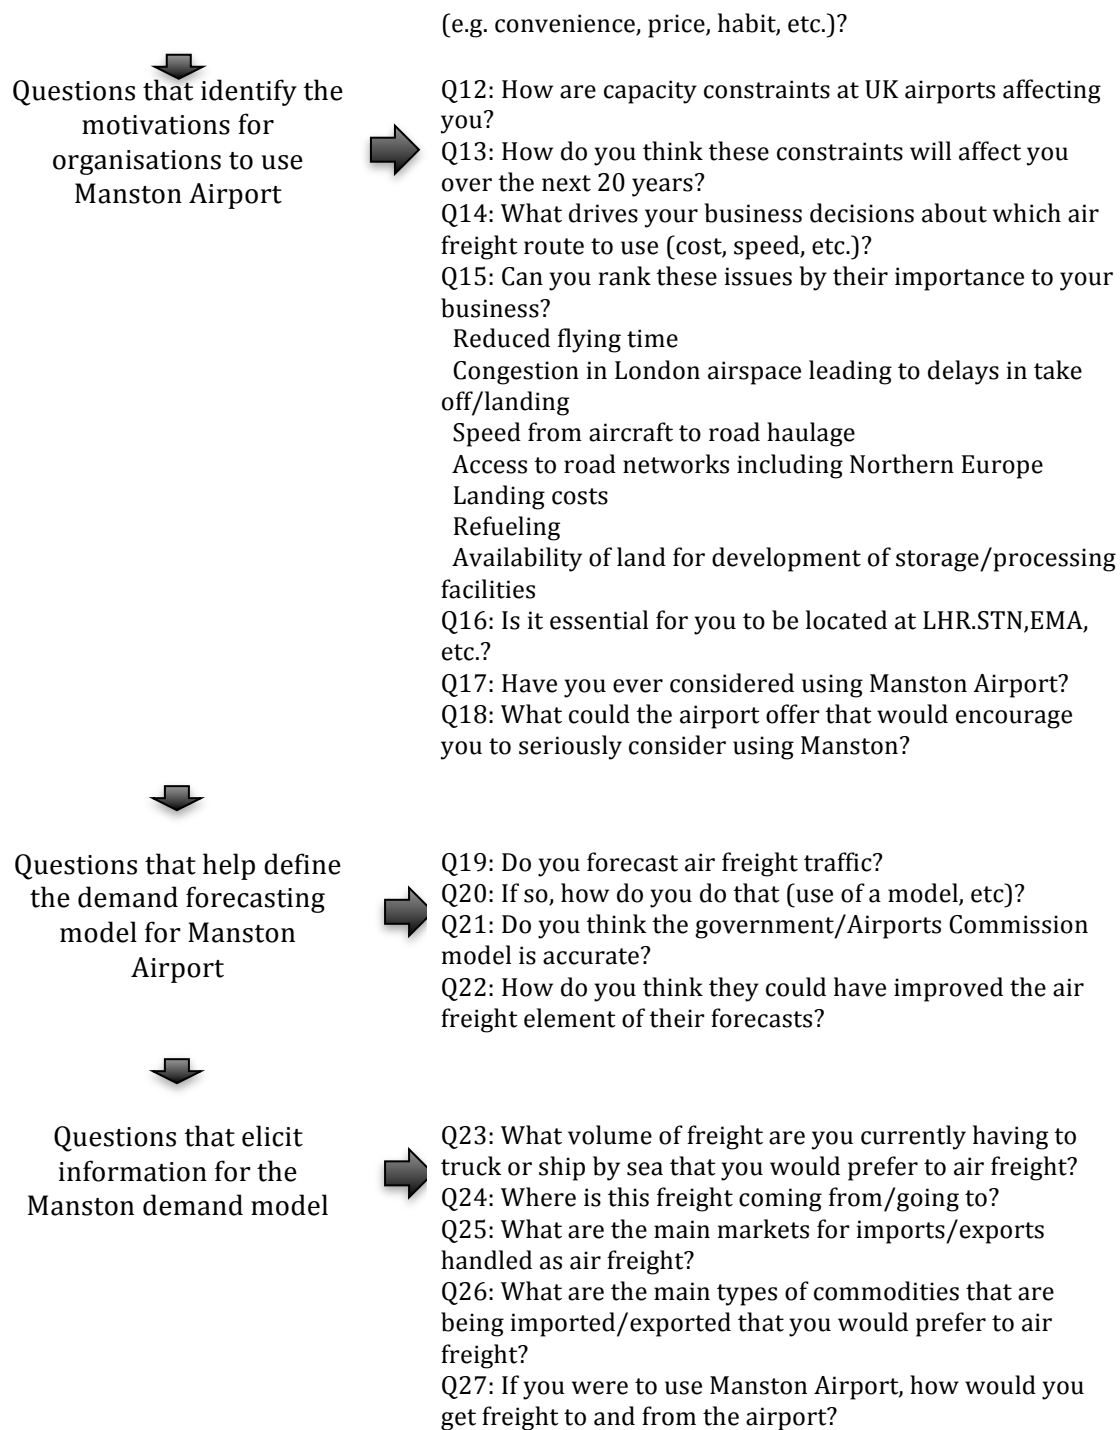 (e.g. convenience, price, habit, etc.)?
Questions that identify the
motivations for
organisations to use
Manston Airport
Q12: How are capacity constraints at UK airports affecting
you?
Q13: How do you think these constraints will affect you
over the next 20 years?
Q14: What drives your business decisions about which air
freight route to use (cost, speed, etc.)?
Q15: Can you rank these issues by their importance to your
business?
Reduced flying time
Congestion in London airspace leading to delays in take
off/landing
Speed from aircraft to road haulage
Access to road networks including Northern Europe
Landing costs
Refueling
Availability of land for development of storage/processing
facilities
Q16: Is it essential for you to be located at LHR.STN,EMA,
etc.?
Q17: Have you ever considered using Manston Airport?
Q18: What could the airport offer that would encourage
you to seriously consider using Manston?
Questions that help define
the demand forecasting
model for Manston
Airport
Q19: Do you forecast air freight traffic?
Q20: If so, how do you do that (use of a model, etc)?
Q21: Do you think the government/Airports Commission
model is accurate?
Q22: How do you think they could have improved the air
freight element of their forecasts?
Questions that elicit
information for the
Manston demand model
Q23: What volume of freight are you currently having to
truck or ship by sea that you would prefer to air freight?
Q24: Where is this freight coming from/going to?
Q25: What are the main markets for imports/exports
handled as air freight?
Q26: What are the main types of commodities that are
being imported/exported that you would prefer to air
freight?
Q27: If you were to use Manston Airport, how would you
get freight to and from the airport?